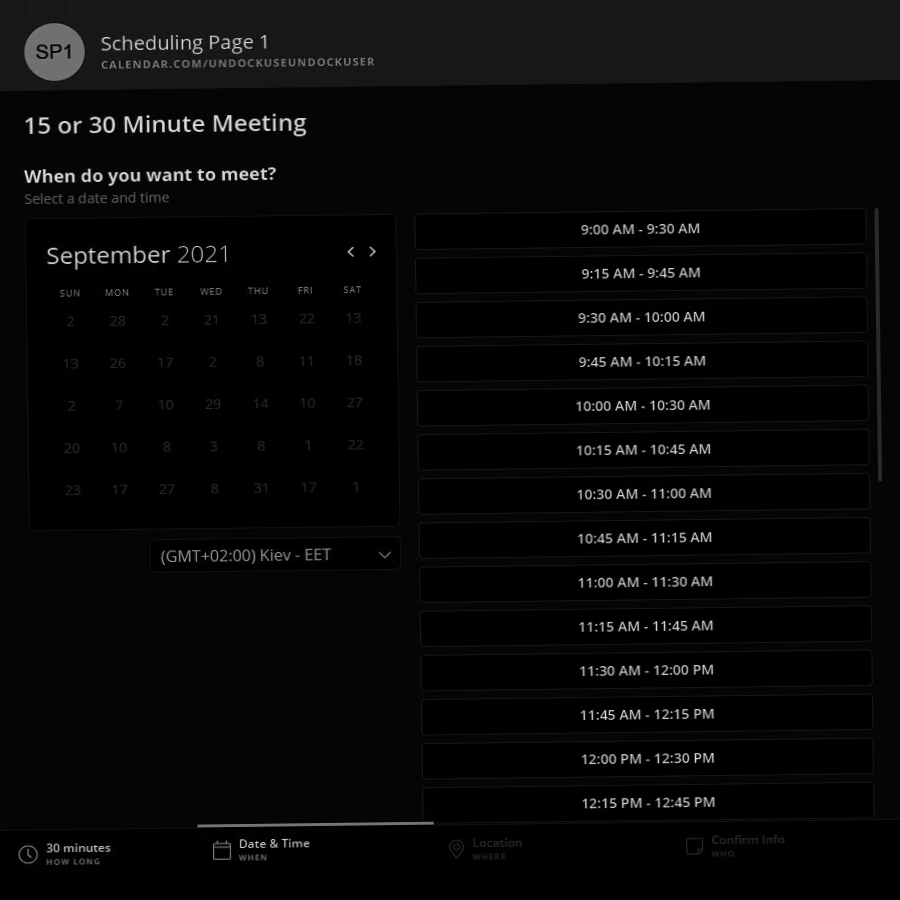 SP1
Scheduling Page 1
CALENDAR.COM/UNDOCKUSEUNDOCKUSER
15 or 30 Minute Meeting
When do you want to meet?
Select a date and time
September 2021
SUN MON TUE WED THU FRI SAT
2 28 2 21 13 22 13
13 26 17 2 8 11 18
2 7 10 29 14 10 27
20 10 8 3 8 1 22
23 17 27 8 31 17 1
(GMT+02:00) Kiev - EET
9:00 AM - 9:30 AM
9:15 AM - 9:45 AM
9:30 AM - 10:00 AM
9:45 AM - 10:15 AM
10:00 AM - 10:30 AM
10:15 AM - 10:45 AM
10:30 AM - 11:00 AM
10:45 AM - 11:15 AM
11:00 AM - 11:30 AM
11:15 AM - 11:45 AM
11:30 AM - 12:00 PM
11:45 AM - 12:15 PM
12:00 PM - 12:30 PM
12:15 PM - 12:45 PM
30 minutes
HOW LONG
Date & Time
WHEN
Location
WHERE
Confirm Info
WHO